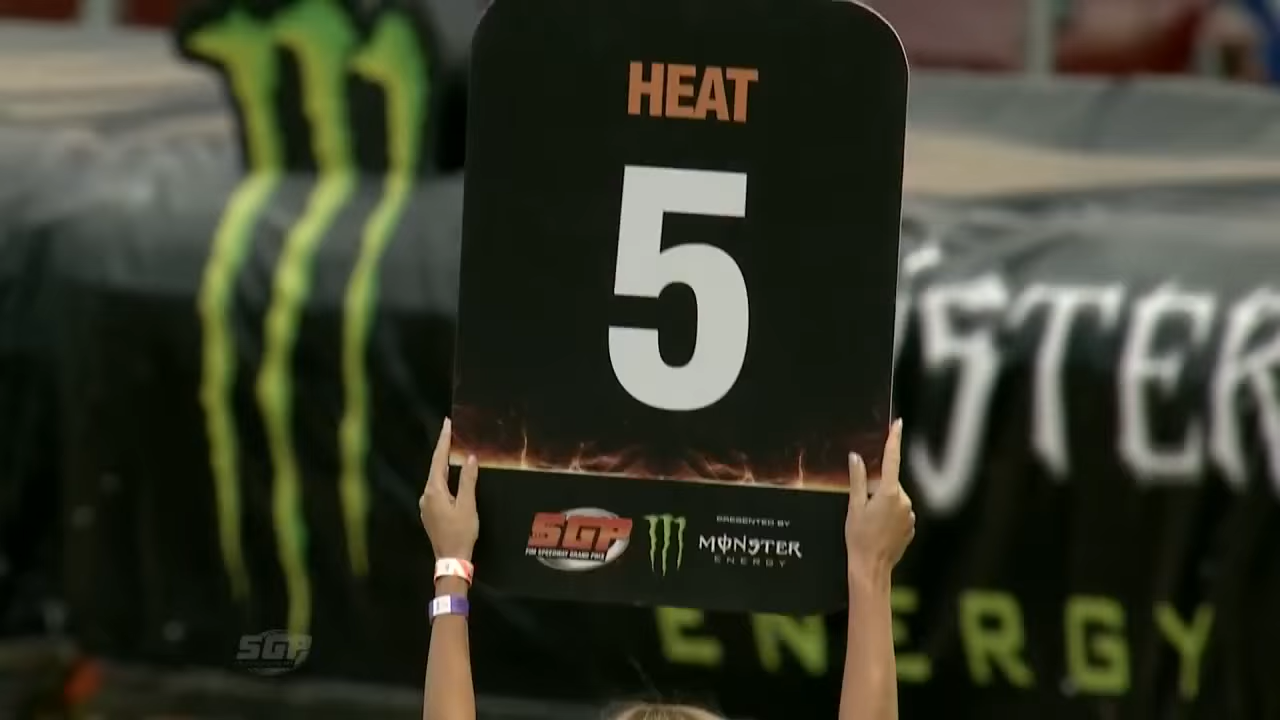 HEAT
5
SGP
FIM SPEEDWAY GRAND PRIX
PRESENTED BY
MONSTER
ENERGY
STER
ENERGY
SGP